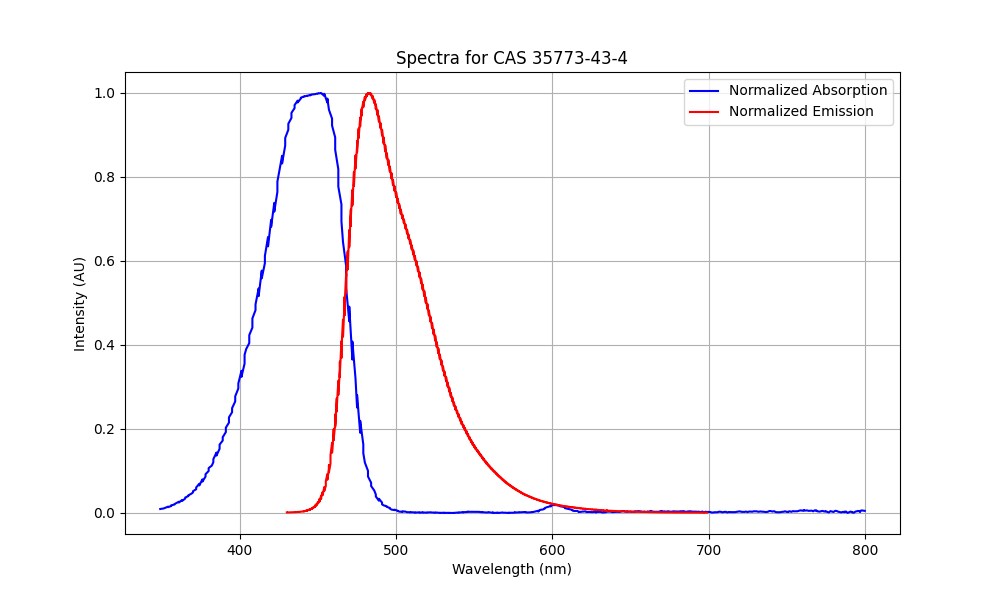 Spectra for CAS 35773-43-4
Normalized Absorption
Normalized Emission
Intensity (AU)
1.0
0.8
0.6
0.4
0.2
0.0
400 500 600 700 800
Wavelength (nm)